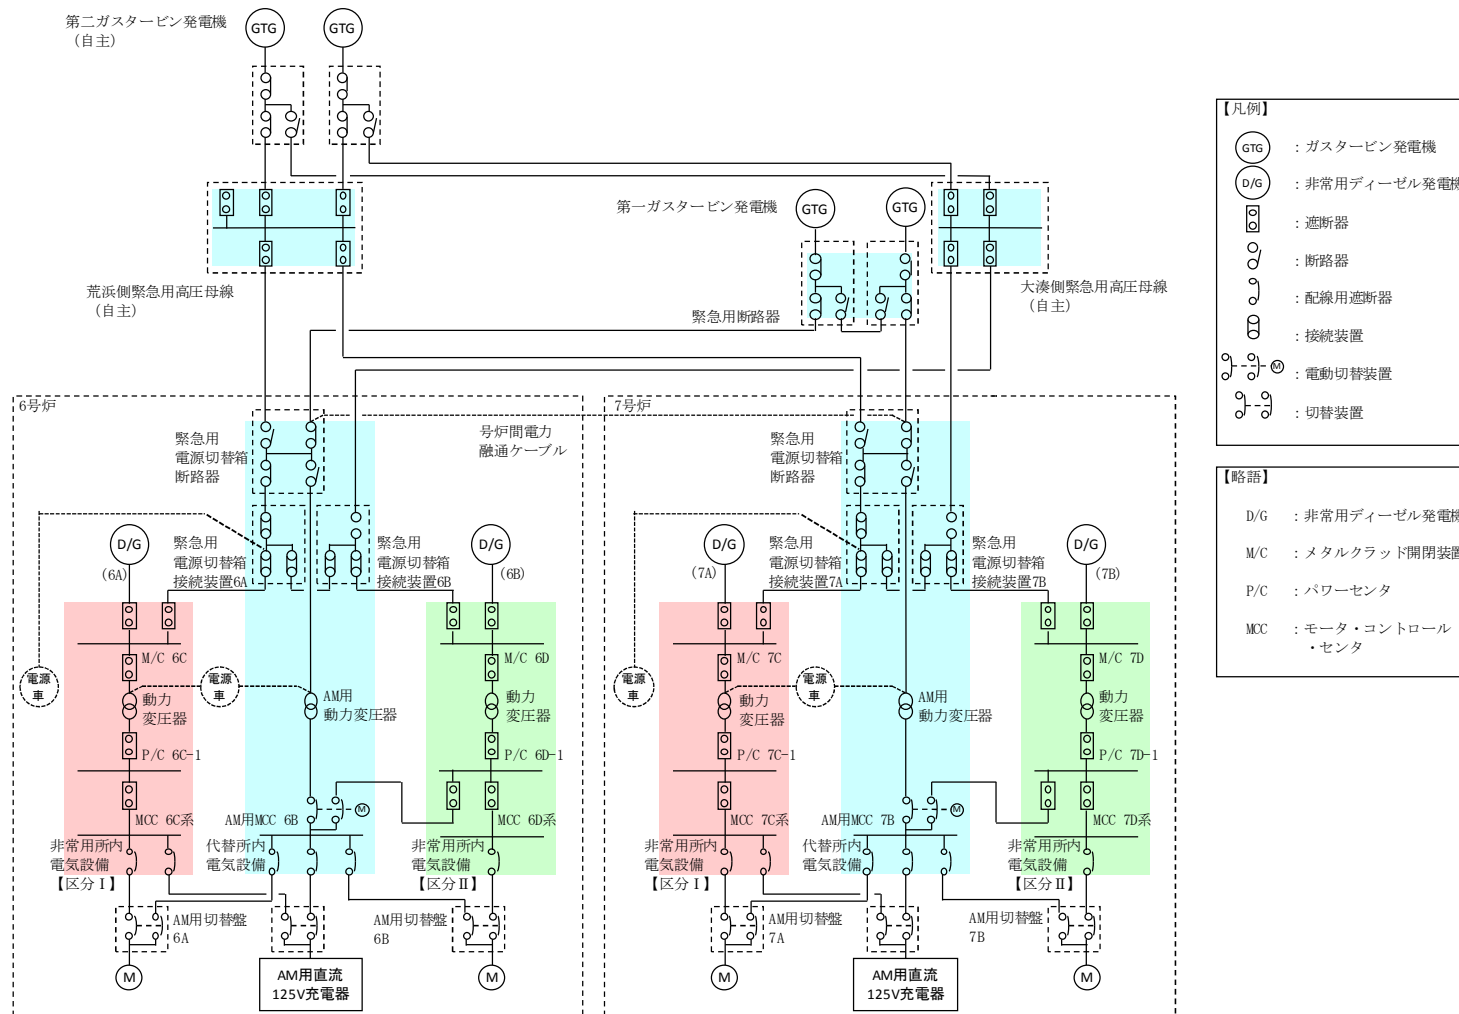 第二ガスタービン発電機
（自主）
GTG
GTG
荒浜側緊急用高圧母線
（自主）
第一ガスタービン発電機
GTG
GTG
緊急用断路器
大湊側緊急用高圧母線
（自主）
【凡例】
GTG
：ガスタービン発電機
D/G
：非常用ディーゼル発電機
：遮断器
：断路器
：配線用遮断器
：接続装置
M
：電動切替装置
：切替装置
【略語】
D/G ：非常用ディーゼル発電機
M/C ：メタルクラッド開閉装置
P/C ：パワーセンタ
MCC ：モータ・コントロール
・センタ
6号炉
緊急用
電源切替箱
断路器
号炉間電力
融通ケーブル
D/G
(6A)
緊急用
電源切替箱
接続装置6A
緊急用
電源切替箱
接続装置6B
D/G
(6B)
電源
車
M/C 6C
電源
車
動力
変圧器
AM用
動力変圧器
M/C 6D
動力
変圧器
P/C 6C-1
P/C 6D-1
MCC 6C系
AM用MCC 6B
M
MCC 6D系
非常用所内
電気設備
【区分Ⅰ】
代替所内
電気設備
非常用所内
電気設備
【区分Ⅱ】
AM用切替盤
6A
AM用切替盤
6B
M
AM用直流
125V充電器
M
7号炉
緊急用
電源切替箱
断路器
D/G
(7A)
緊急用
電源切替箱
接続装置7A
緊急用
電源切替箱
接続装置7B
D/G
(7B)
電源
車
M/C 7C
電源
車
動力
変圧器
AM用
動力変圧器
M/C 7D
動力
変圧器
P/C 7C-1
P/C 7D-1
MCC 7C系
AM用MCC 7B
M
MCC 7D系
非常用所内
電気設備
【区分Ⅰ】
代替所内
電気設備
非常用所内
電気設備
【区分Ⅱ】
AM用切替盤
7A
AM用切替盤
7B
M
AM用直流
125V充電器
M